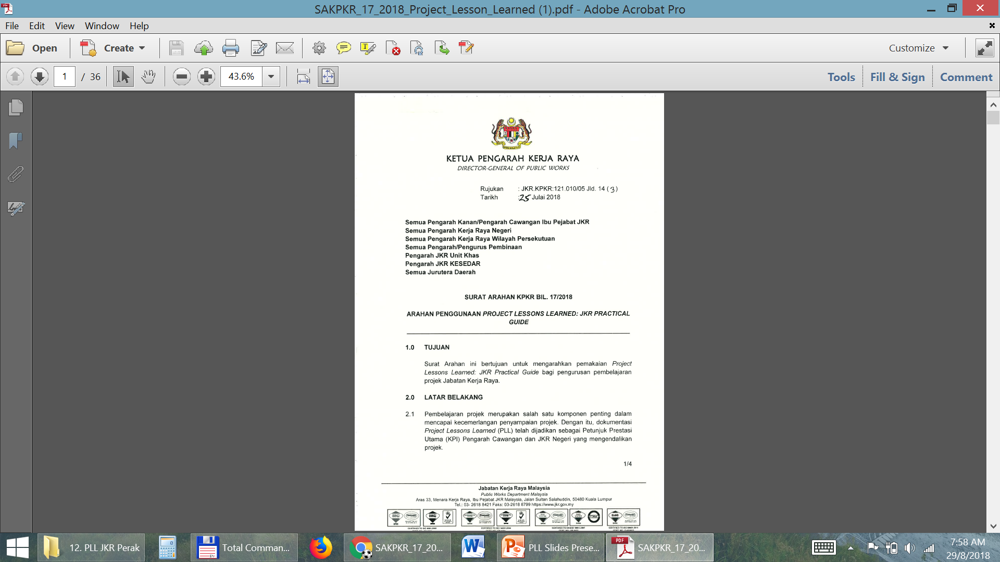 SAKPKR_17_2018_Project_Lesson_Learned (1).pdf - Adobe Acrobat Pro
File Edit View Window Help
Open Create Customize
1 / 36 43.6% Tools Fill & Sign Comment
KETUA PENGARAH KERJA RAYA
DIRECTOR-GENERAL OF PUBLIC WORKS
Rujukan : JKR.KPKR:121.010/05 Jld. 14 (3)
Tarikh : 25 Julai 2018
Semua Pengarah Kanan/Pengarah Cawangan Ibu Pejabat JKR
Semua Pengarah Kerja Raya Negeri
Semua Pengarah Kerja Raya Wilayah Persekutuan
Semua Pengarah/Pengurus Pembinaan
Pengarah JKR Unit Khas
Pengarah JKR KESEDAR
Semua Jurutera Daerah
SURAT ARAHAN KPKR BIL. 17/2018
ARAHAN PENGGUNAAN PROJECT LESSONS LEARNED: JKR PRACTICAL
GUIDE
1.0 TUJUAN
Surat Arahan ini bertujuan untuk mengarahkan pemakaian Project
Lessons Learned: JKR Practical Guide bagi pengurusan pembelajaran
projek Jabatan Kerja Raya.
2.0 LATAR BELAKANG
2.1 Pembelajaran projek merupakan salah satu komponen penting dalam
mencapai kecemerlangan penyampaian projek. Dengan itu, dokumentasi
Project Lessons Learned (PLL) telah dijadikan sebagai Petunjuk Prestasi
Utama (KPI) Pengarah Cawangan dan JKR Negeri yang mengendalikan
projek.
1/4
Jabatan Kerja Raya Malaysia
Public Works Department Malaysia
Aras 33, Menara Kerja Raya, Ibu Pejabat JKR Malaysia, Jalan Sultan Salahuddin, 50480 Kuala Lumpur
Tel.: 03- 2618 8421 Faks: 03-2618 8799 https://www.jkr.gov.my
12. PLL JKR Perak Total Comman... SAKPKR_17_20... PLL Slides Prese... SAKPKR_17_20...
7:58 AM
29/8/2018